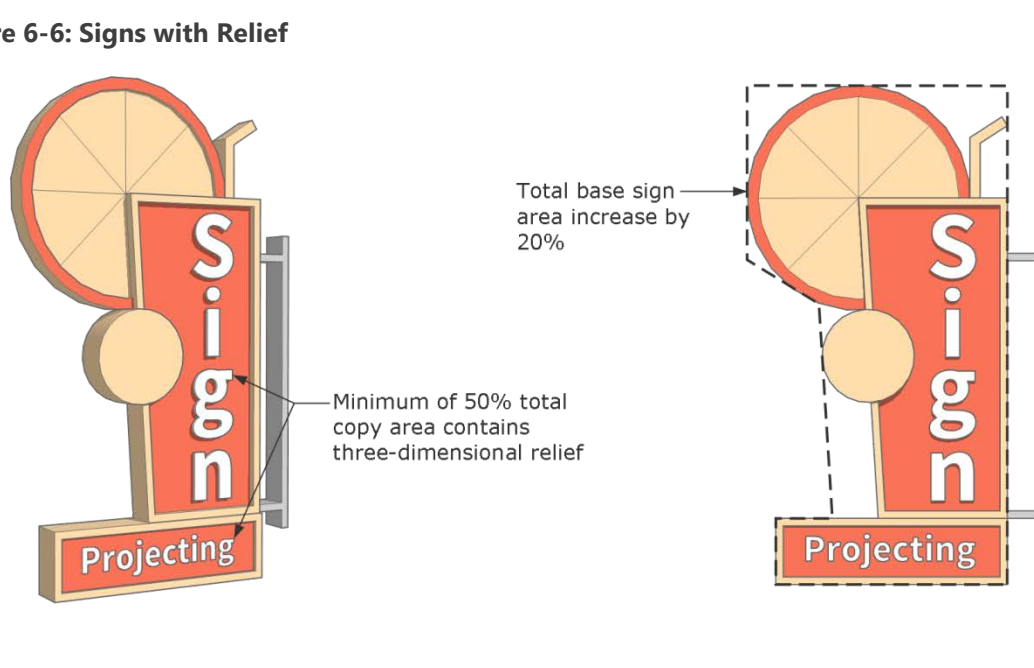 re 6-6: Signs with Relief
Sign
Projecting
Minimum of 50% total
copy area contains
three-dimensional relief
Total base sign
area increase by
20%
Sign
Projecting